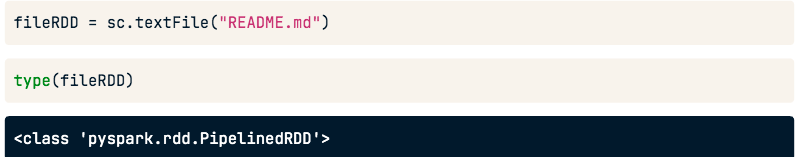 fileRDD = sc.textFile("README.md")
type(fileRDD)
<class 'pyspark.rdd.PipelinedRDD'>